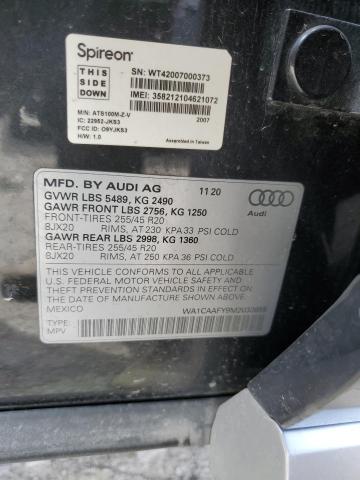 Spireon
SN: WT42007000373
IMEI: 358212104621072
THIS
SIDE
DOWN
2007
M/N: ATS100M-Z-V
IC: 22952-JKS3
FCC ID: O9YJKS3
H/W: 1.0
Assembled in Taiwan
MFD. BY AUDI AG
11 20
GVWR LBS 5489, KG 2490
GAWR FRONT LBS 2756, KG 1250
FRONT-TIRES 255/45 R20
8JX20 RIMS, AT 230 KPA 33 PSI COLD
GAWR REAR LBS 2998, KG 1360
REAR-TIRES 255/45 R20
8JX20 RIMS, AT 250 KPA 36 PSI COLD
Audi
THIS VEHICLE CONFORMS TO ALL APPLICABLE
U.S. FEDERAL MOTOR VEHICLE SAFETY AND
THEFT PREVENTION STANDARDS IN EFFECT ON
THE DATE OF MANUFACTURE SHOWN ABOVE.
MEXICO
TYPE:
MPV